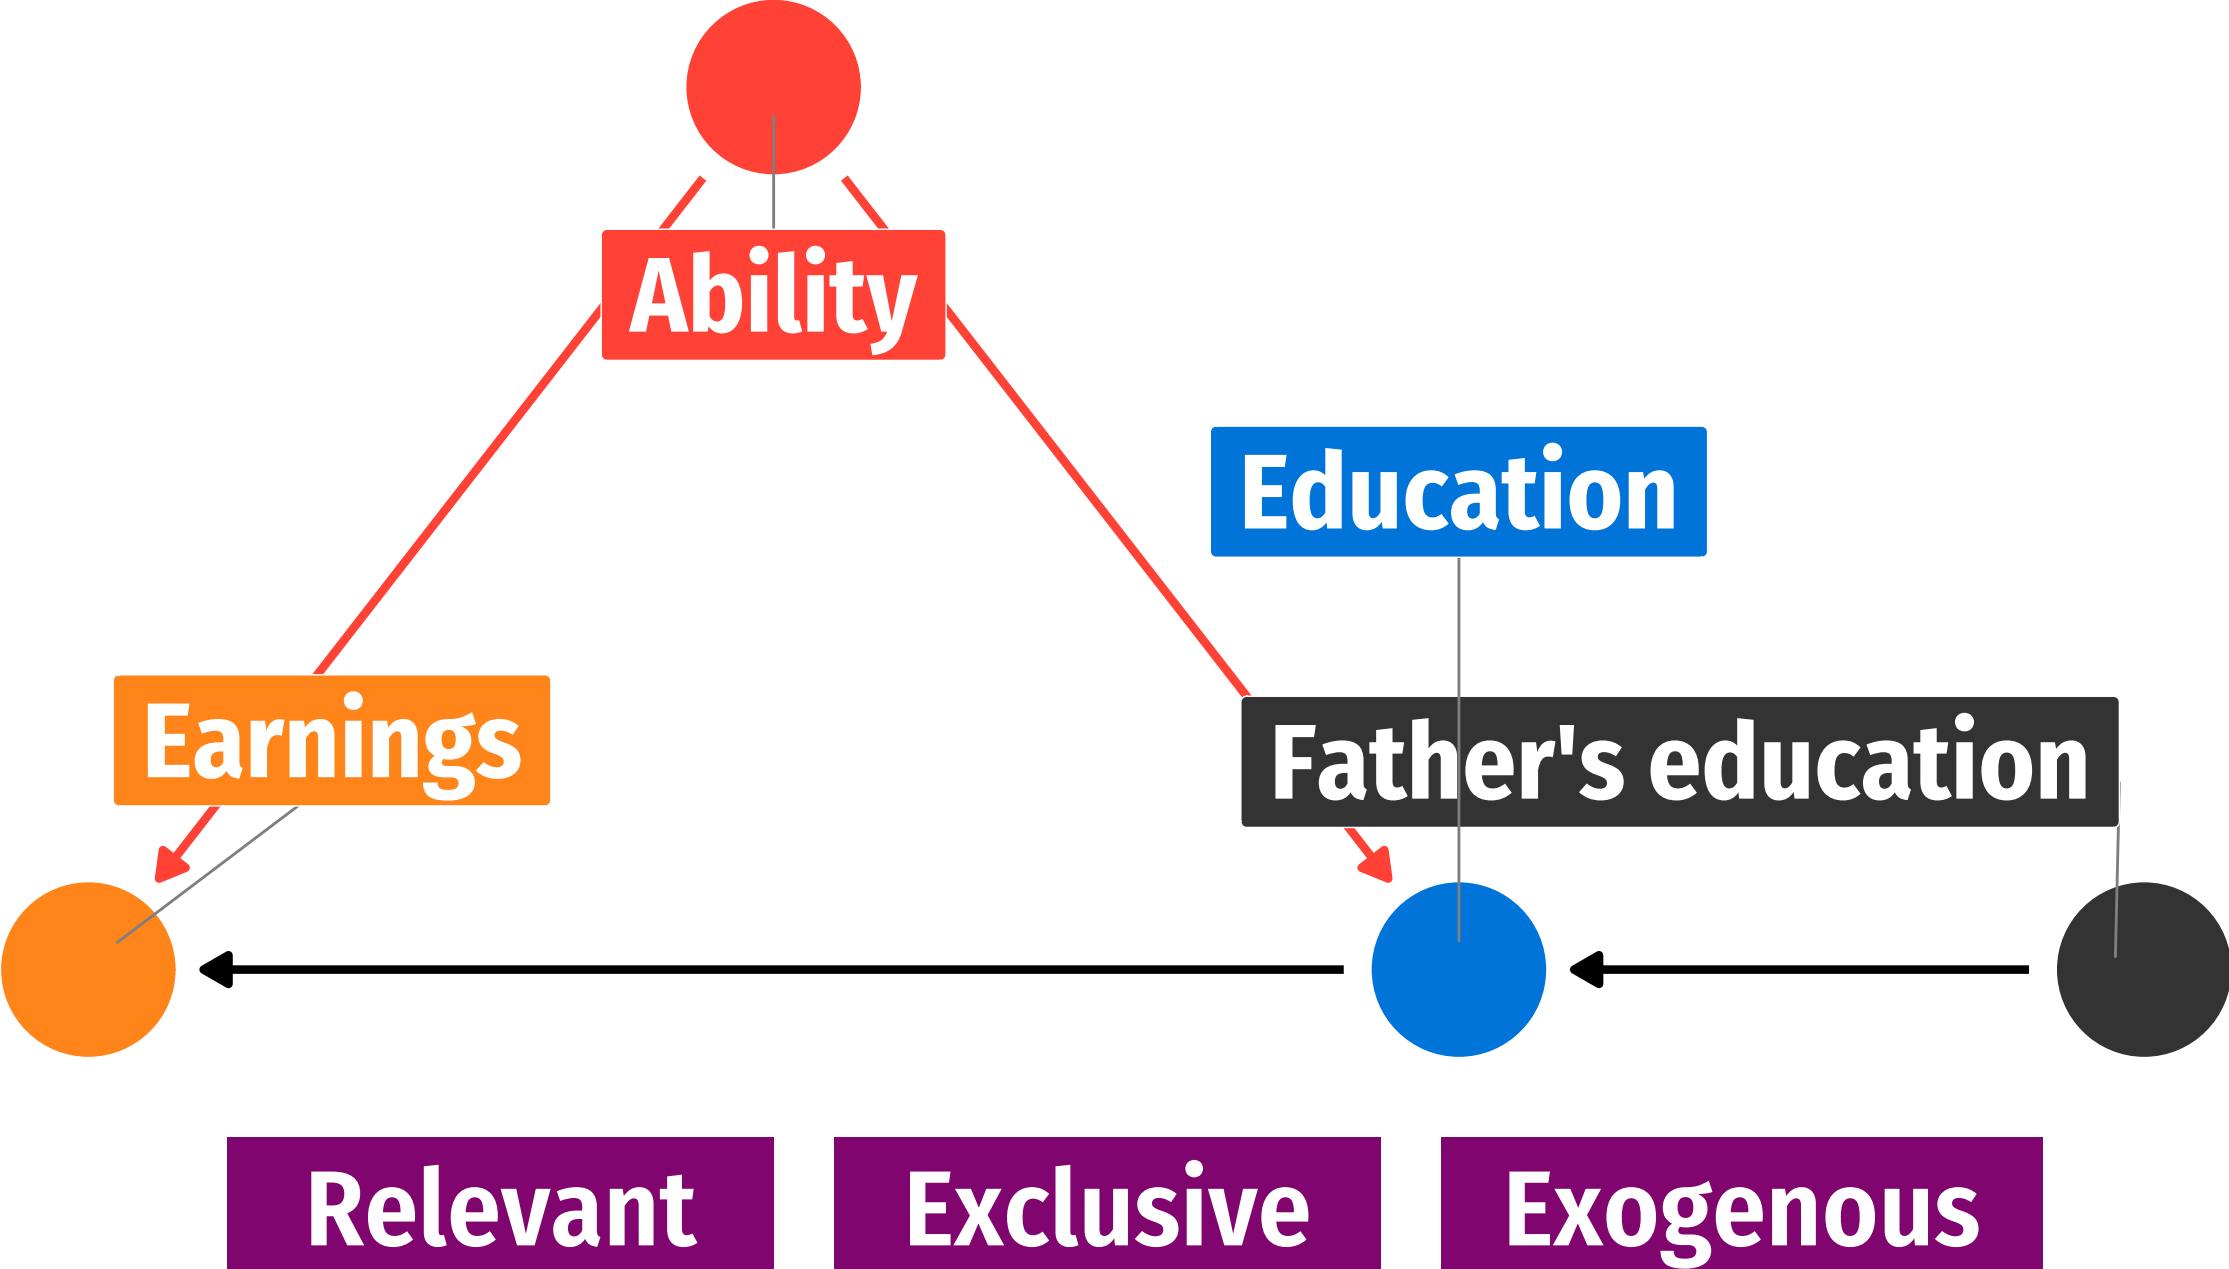 Ability
Education
Earnings
Father's education
Relevant
Exclusive
Exogenous